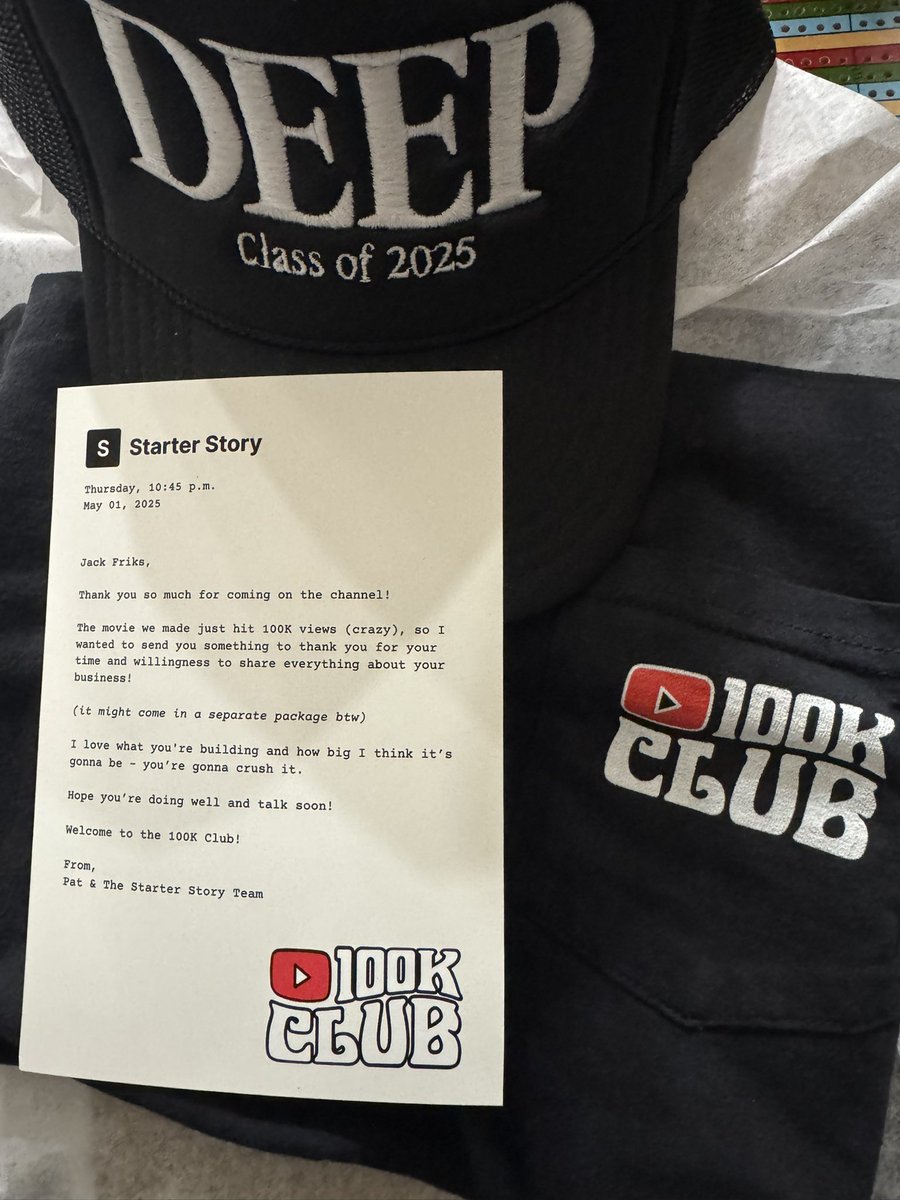 DEEP
Class of 2025
S Starter Story
Thursday, 10:45 p.m.
May 01, 2025
Jack Friks,
Thank you so much for coming on the channel!
The movie we made just hit 100K views (crazy), so I
wanted to send you something to thank you for your
time and willingness to share everything about your
business!
(it might come in a separate package btw)
I love what you're building and how big I think it's
gonna be – you're gonna crush it.
Hope you're doing well and talk soon!
Welcome to the 100K Club!
From,
Pat & The Starter Story Team
100K
CLUB
100K
CLUB